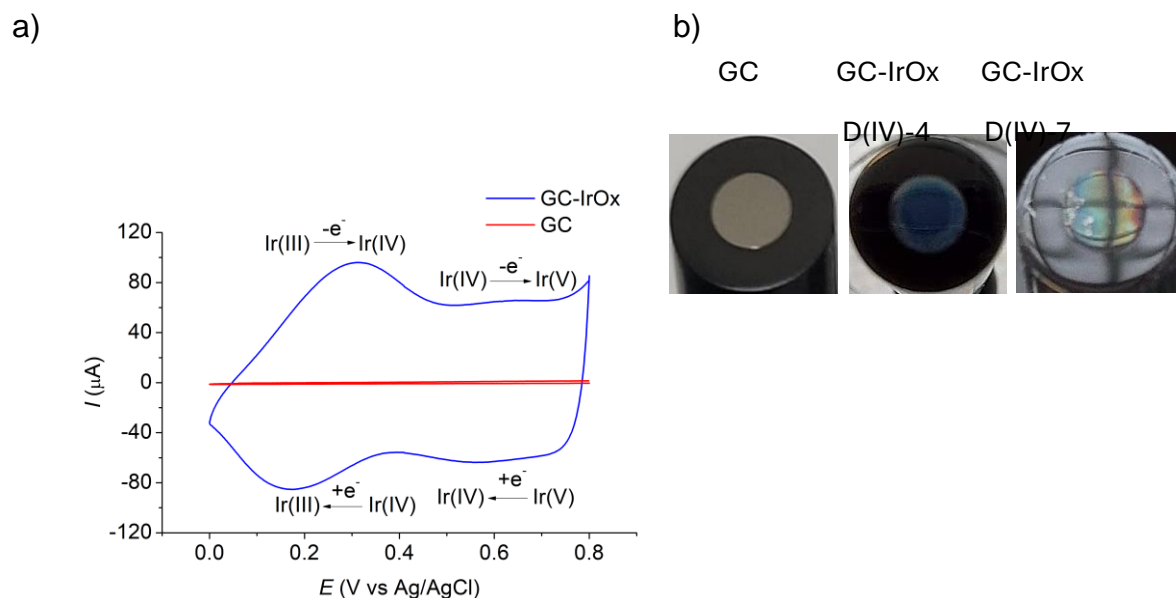 a)
b)
GC GC-IrOx GC-IrOx
D(IV)-4 D(IV)-7
GC-IrOx
GC
Ir(III) -e⁻ Ir(IV)
Ir(IV) -e⁻ Ir(V)
120
80
40
0
-40
-80
-120
I (μA)
Ir(III) +e⁻ Ir(IV)
Ir(IV) +e⁻ Ir(V)
0.0 0.2 0.4 0.6 0.8
E (V vs Ag/AgCl)